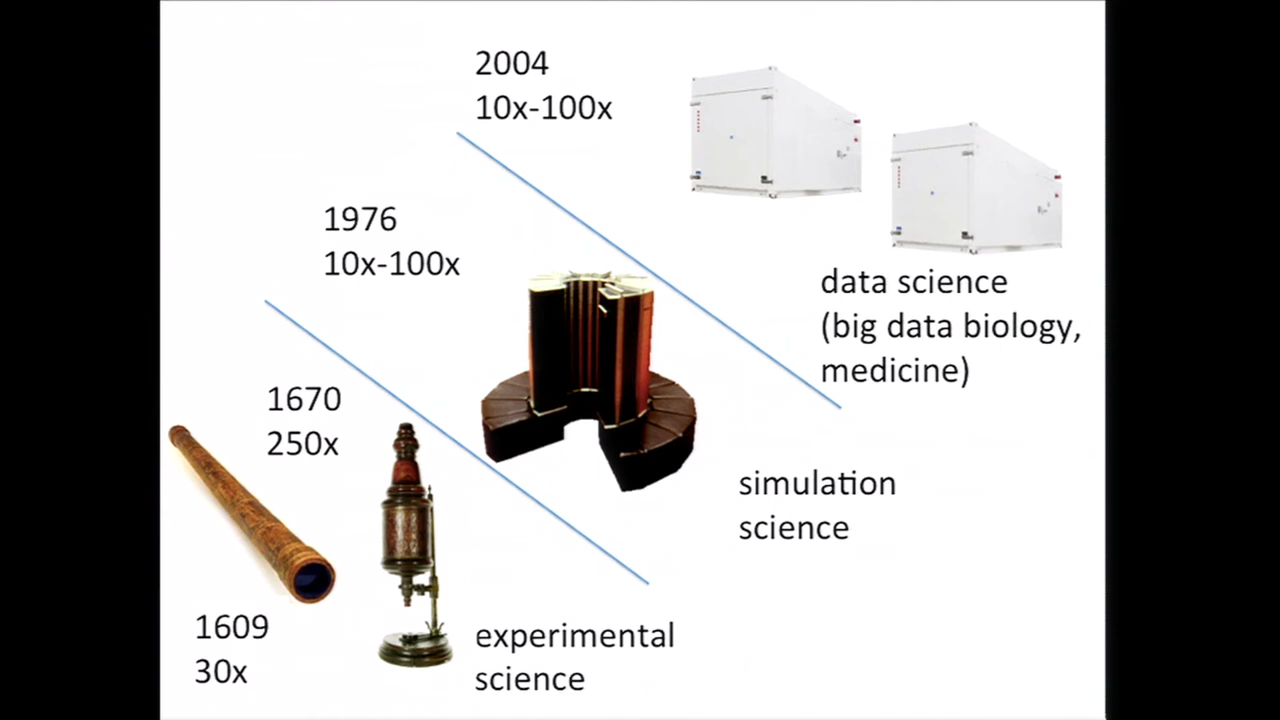 2004
10x-100x
1976
10x-100x
data science
(big data biology,
medicine)
1670
250x
simulation
science
1609
30x
experimental
science